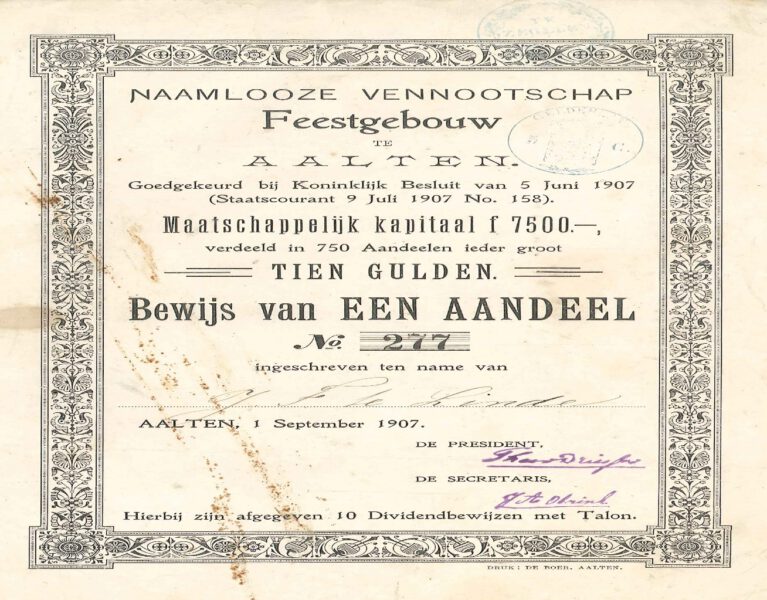 NAAMLOOZE VENNOOTSCHAP
Feestgebouw
TE
AALTEN.
Goedgekeurd bij Koninklijk Besluit van 5 Juni 1907
(Staatscourant 9 Juli 1907 No. 158).
Maatschappelijk kapitaal f 7500.—,
verdeeld in 750 Aandeelen ieder groot
TIEN GULDEN.
Bewijs van EEN AANDEEL
No. 277
ingeschreven ten name van
te Linde
AALTEN, 1 September 1907.
DE PRESIDENT,
DE SECRETARIS,
Hierbij zijn afgegeven 10 Dividendbewijzen met Talon.
DRUK: DE BOER, AALTEN.